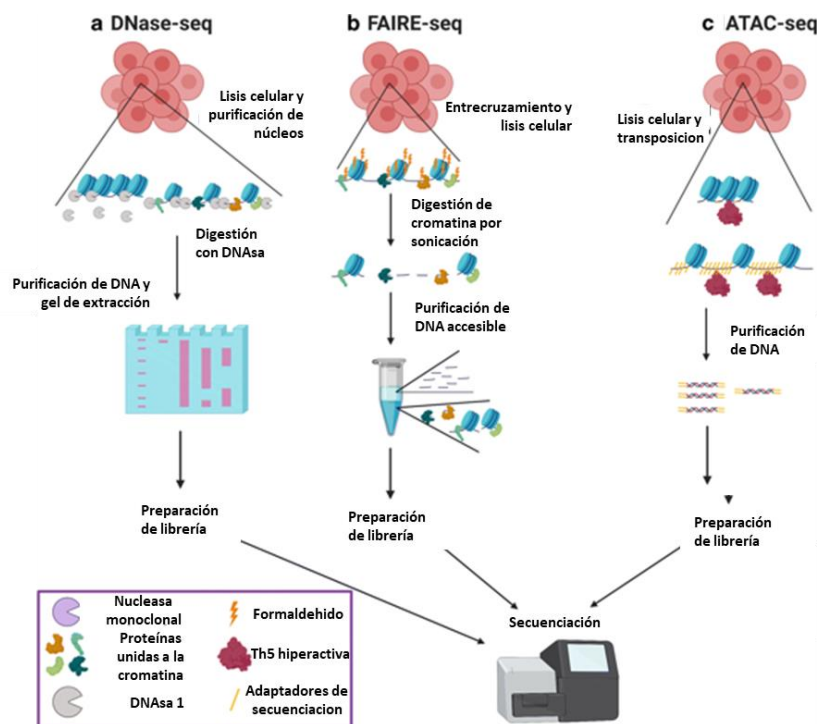 a DNase-seq
b FAIRE-seq
c ATAC-seq
Lisis celular y
purificación de
núcleos
Digestión
con DNAsa
Purificación de DNA y
gel de extracción
Preparación
de librería
Entrecruzamiento y
lisis celular
Digestión de
cromatina por
sonicación
Purificación de
DNA accesible
Preparación
de librería
Lisis celular y
transposicion
Purificación
de DNA
Preparación
de librería
Secuenciación
Nucleasa
monoclonal
Proteínas
unidas a la
cromatina
DNAsa 1
Formaldehido
Th5 hiperactiva
Adaptadores de
secuenciacion